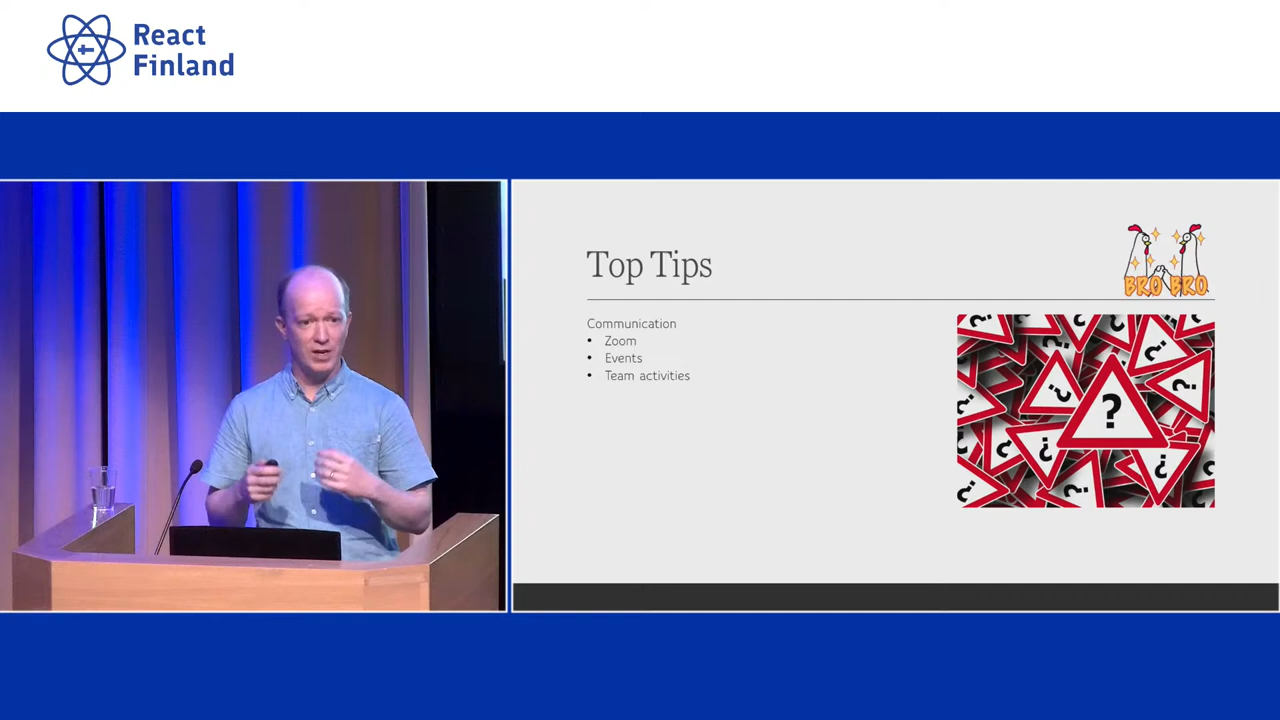 React
Finland
Top Tips
BRO BRO
Communication
• Zoom
• Events
• Team activities
?